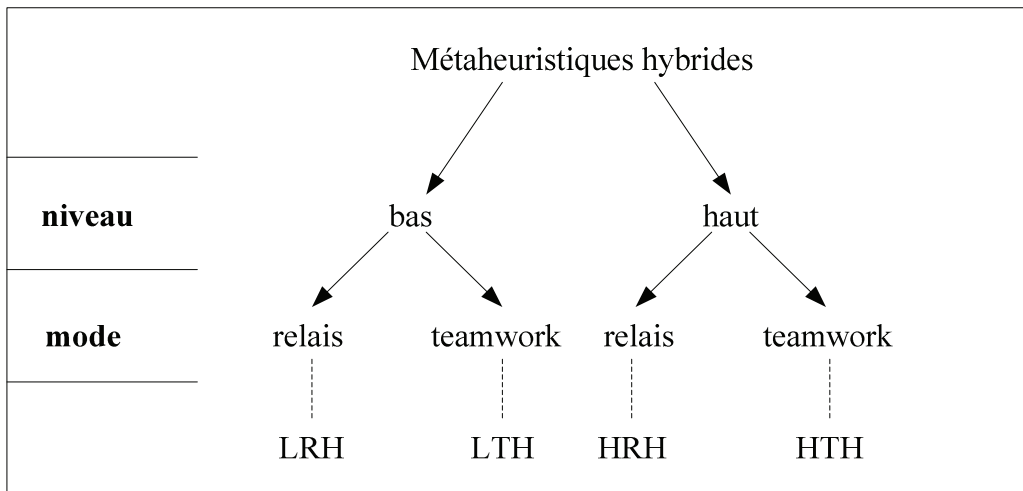 Métaheuristiques hybrides
niveau bas haut
mode relais teamwork relais teamwork
LRH LTH HRH HTH